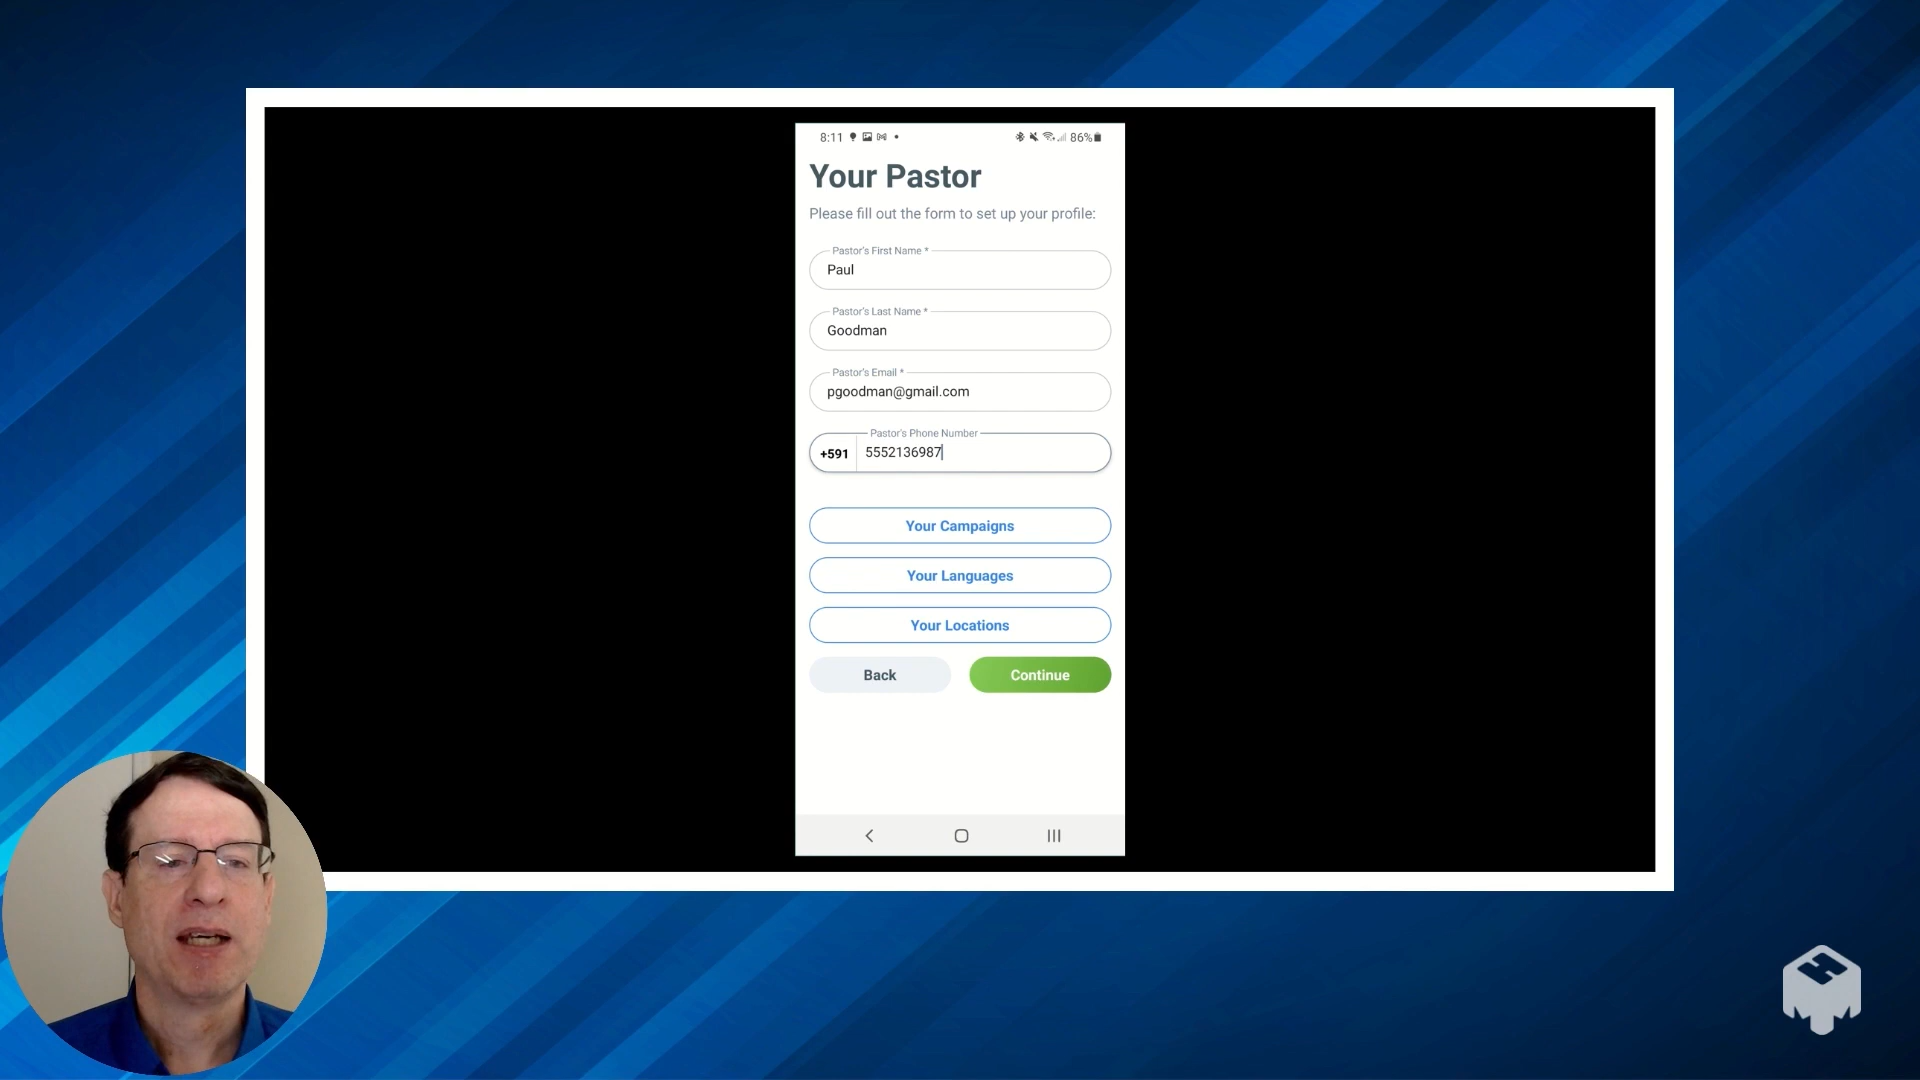 8:11 86%
Your Pastor
Please fill out the form to set up your profile:
Pastor's First Name *
Paul
Pastor's Last Name *
Goodman
Pastor's Email *
pgoodman@gmail.com
Pastor's Phone Number
+591 5552136987
Your Campaigns
Your Languages
Your Locations
Back Continue